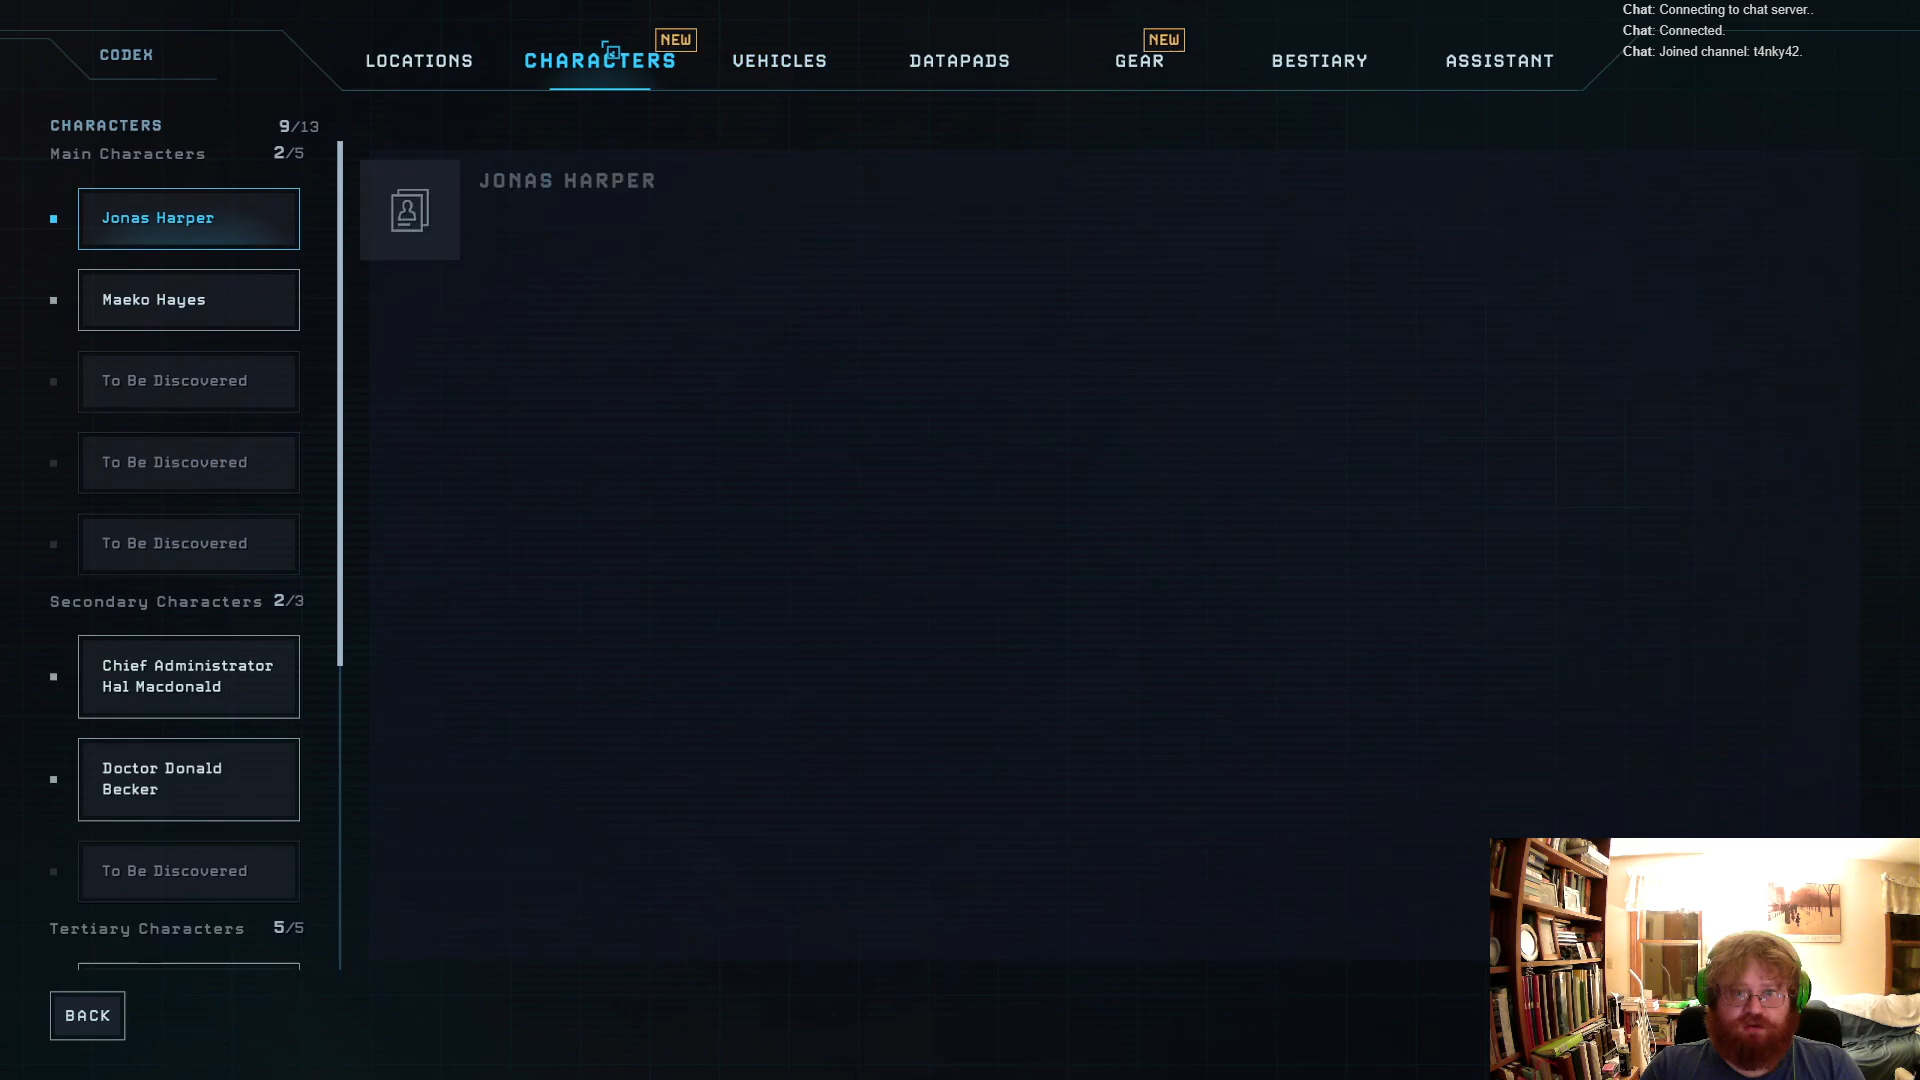 CODEX
LOCATIONS
CHARACTERS
NEW
VEHICLES
DATAPADS
GEAR
NEW
BESTIARY
ASSISTANT
Chat: Connecting to chat server..
Chat: Connected.
Chat: Joined channel: t4nky42.
CHARACTERS 9/13
Main Characters 2/5
Jonas Harper
Maeko Hayes
To Be Discovered
To Be Discovered
To Be Discovered
Secondary Characters 2/3
Chief Administrator
Hal Macdonald
Doctor Donald
Becker
To Be Discovered
Tertiary Characters 5/5
BACK
JONAS HARPER